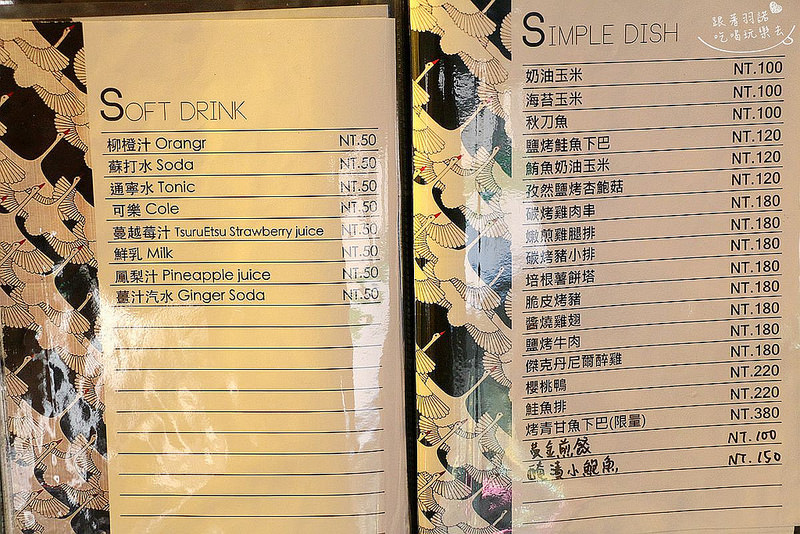 SOFT DRINK
柳橙汁 Orangr NT.50
蘇打水 Soda NT.50
通寧水 Tonic NT.50
可樂 Cole NT.50
蔓越莓汁 TsuruEtsu Strawberry juice NT.50
鮮乳 Milk NT.50
鳳梨汁 Pineapple juice NT.50
薑汁汽水 Ginger Soda NT.50
跟著羽諾
吃喝玩樂去
SIMPLE DISH
奶油玉米 NT.100
海苔玉米 NT.100
秋刀魚 NT.100
鹽烤鮭魚下巴 NT.120
鮪魚奶油玉米 NT.120
孜然鹽烤杏鮑菇 NT.120
碳烤雞肉串 NT.180
嫩煎雞腿排 NT.180
碳烤豬小排 NT.180
培根薯餅塔 NT.180
脆皮烤豬 NT.180
醬燒雞翅 NT.180
鹽烤牛肉 NT.180
傑克丹尼爾醉雞 NT.180
櫻桃鴨 NT.220
鮭魚排 NT.220
烤青甘魚下巴(限量) NT.380
黃金煎餃 NT.100
醃漬小鮑魚 NT.150